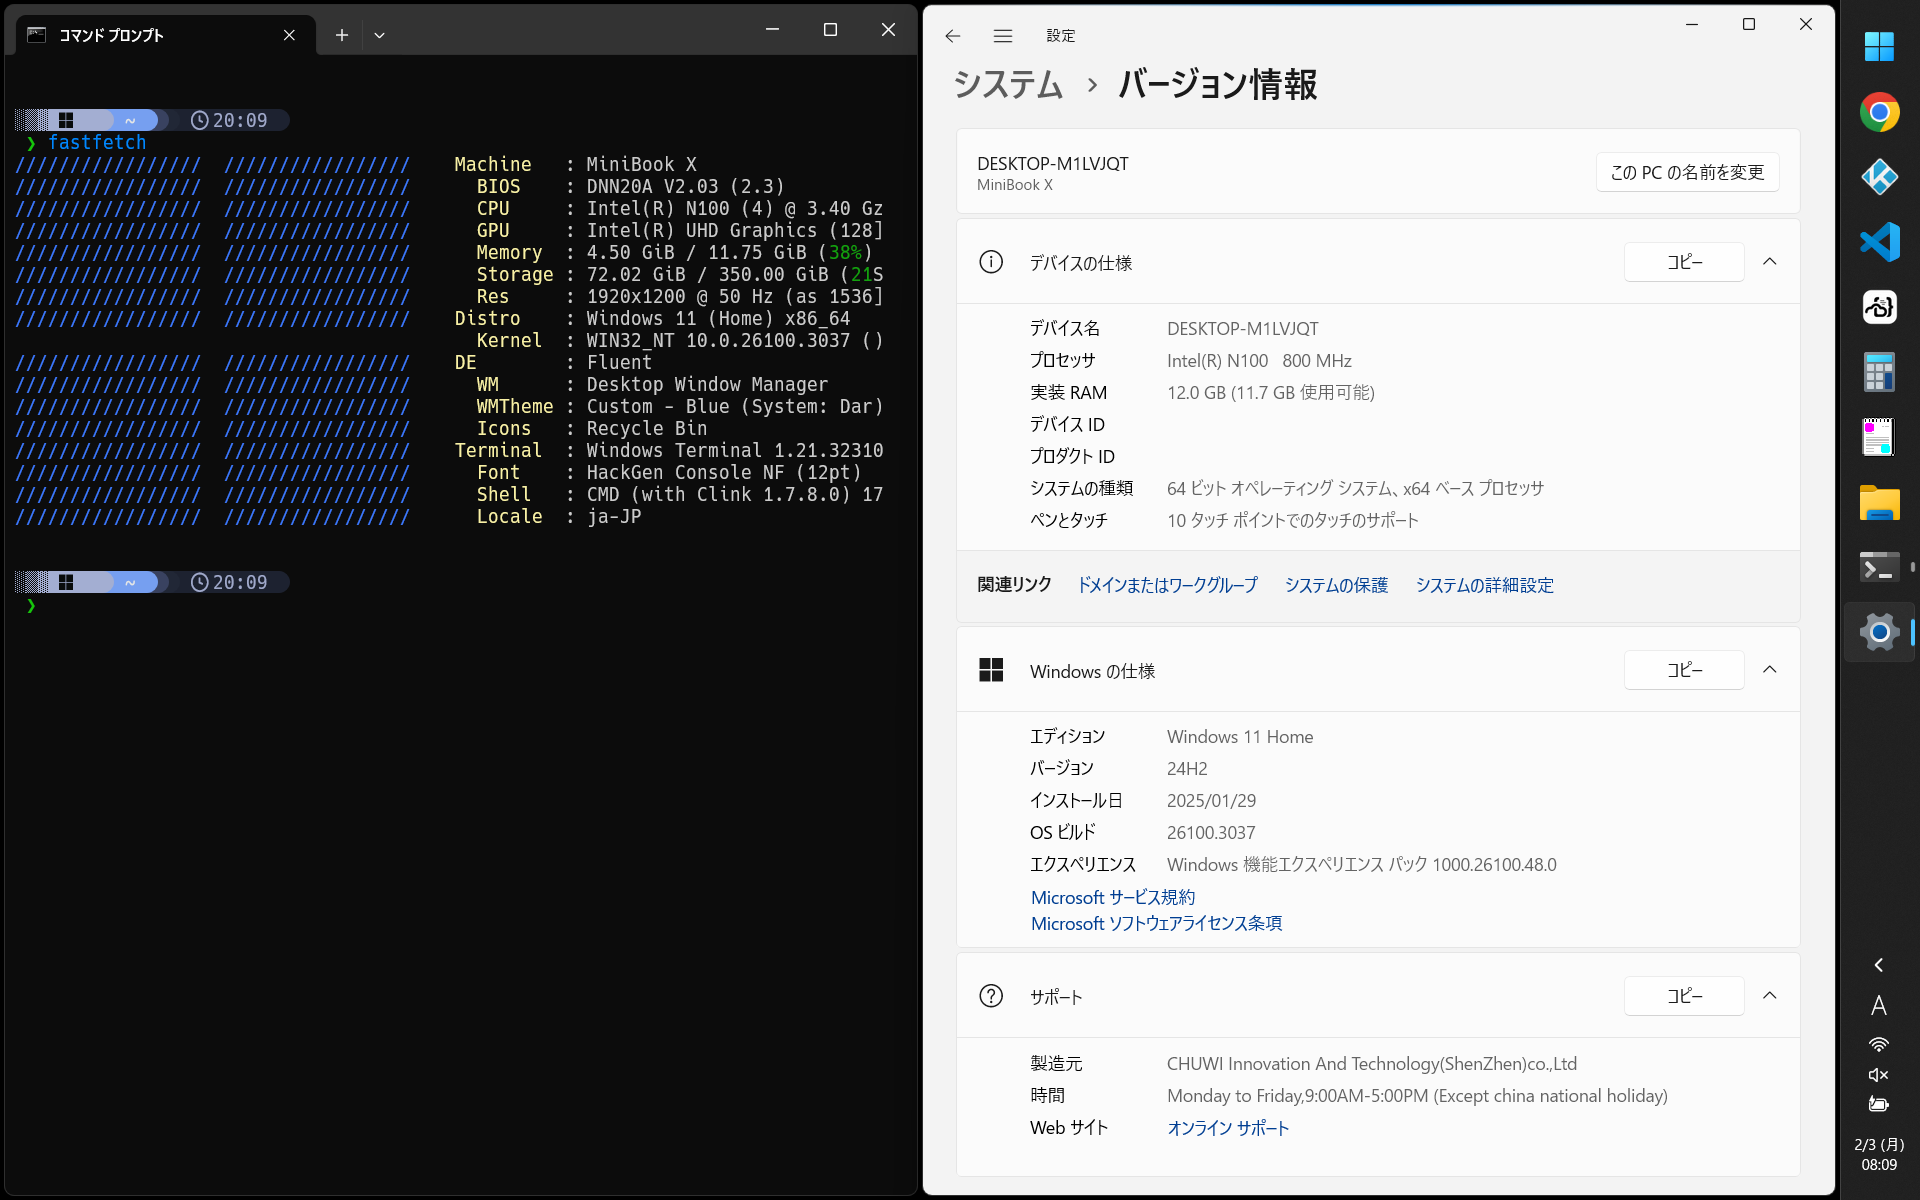 コマンド プロンプト
~ 20:09
❯ fastfetch
Machine : MiniBook X
BIOS : DNN20A V2.03 (2.3)
CPU : Intel(R) N100 (4) @ 3.40 Gz
GPU : Intel(R) UHD Graphics (128]
Memory : 4.50 GiB / 11.75 GiB (38%)
Storage : 72.02 GiB / 350.00 GiB (21S
Res : 1920x1200 @ 50 Hz (as 1536]
Distro : Windows 11 (Home) x86_64
Kernel : WIN32_NT 10.0.26100.3037 ()
DE : Fluent
WM : Desktop Window Manager
WMTheme : Custom - Blue (System: Dar)
Icons : Recycle Bin
Terminal : Windows Terminal 1.21.32310
Font : HackGen Console NF (12pt)
Shell : CMD (with Clink 1.7.8.0) 17
Locale : ja-JP
~ 20:09
❯
設定
システム › バージョン情報
DESKTOP-M1LVJQT
MiniBook X
この PC の名前を変更
デバイスの仕様
コピー
デバイス名 DESKTOP-M1LVJQT
プロセッサ Intel(R) N100 800 MHz
実装 RAM 12.0 GB (11.7 GB 使用可能)
デバイス ID
プロダクト ID
システムの種類 64 ビット オペレーティング システム、x64 ベース プロセッサ
ペンとタッチ 10 タッチ ポイントでのタッチのサポート
関連リンク ドメインまたはワークグループ システムの保護 システムの詳細設定
Windows の仕様
コピー
エディション Windows 11 Home
バージョン 24H2
インストール日 2025/01/29
OS ビルド 26100.3037
エクスペリエンス Windows 機能エクスペリエンス パック 1000.26100.48.0
Microsoft サービス規約
Microsoft ソフトウェアライセンス条項
サポート
コピー
製造元 CHUWI Innovation And Technology(ShenZhen)co.,Ltd
時間 Monday to Friday,9:00AM-5:00PM (Except china national holiday)
Web サイト オンライン サポート
A
2/3 (月)
08:09